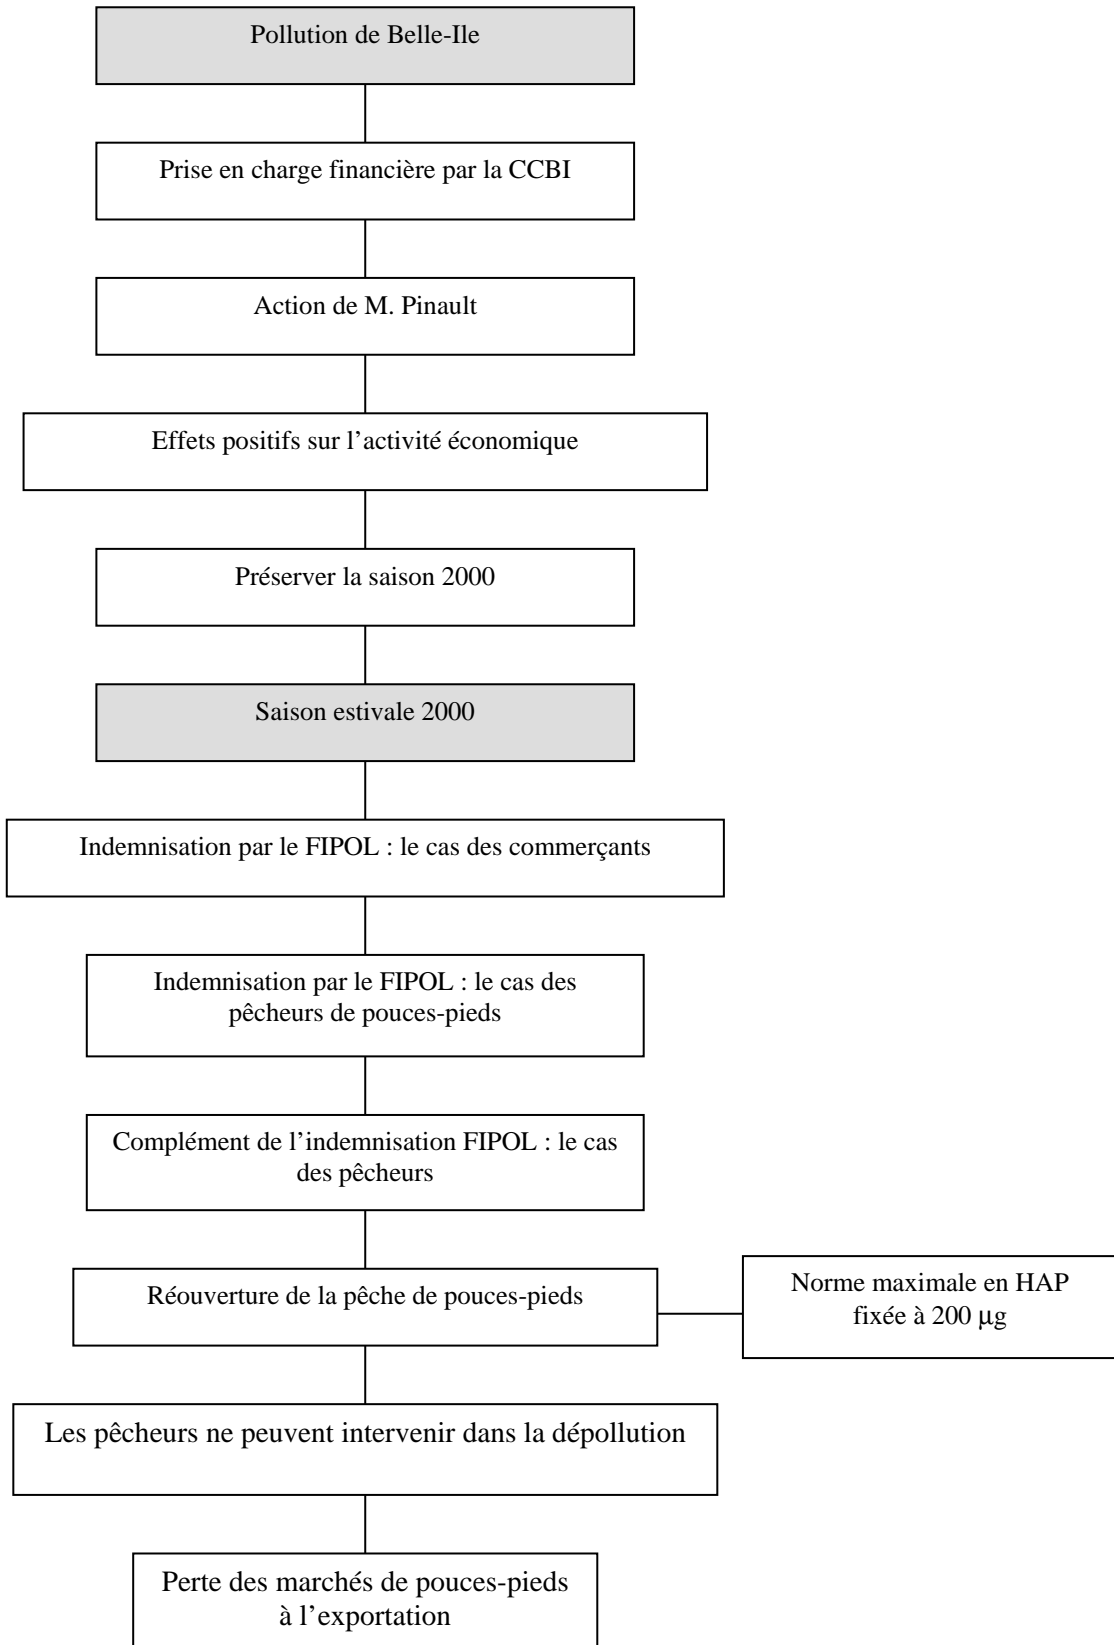 Pollution de Belle-Ile
Prise en charge financière par la CCBI
Action de M. Pinault
Effets positifs sur l’activité économique
Préserver la saison 2000
Saison estivale 2000
Indemnisation par le FIPOL : le cas des commerçants
Indemnisation par le FIPOL : le cas des
pêcheurs de pouces-pieds
Complément de l’indemnisation FIPOL : le cas
des pêcheurs
Réouverture de la pêche de pouces-pieds
Norme maximale en HAP
fixée à 200 µg
Les pêcheurs ne peuvent intervenir dans la dépollution
Perte des marchés de pouces-pieds
à l’exportation